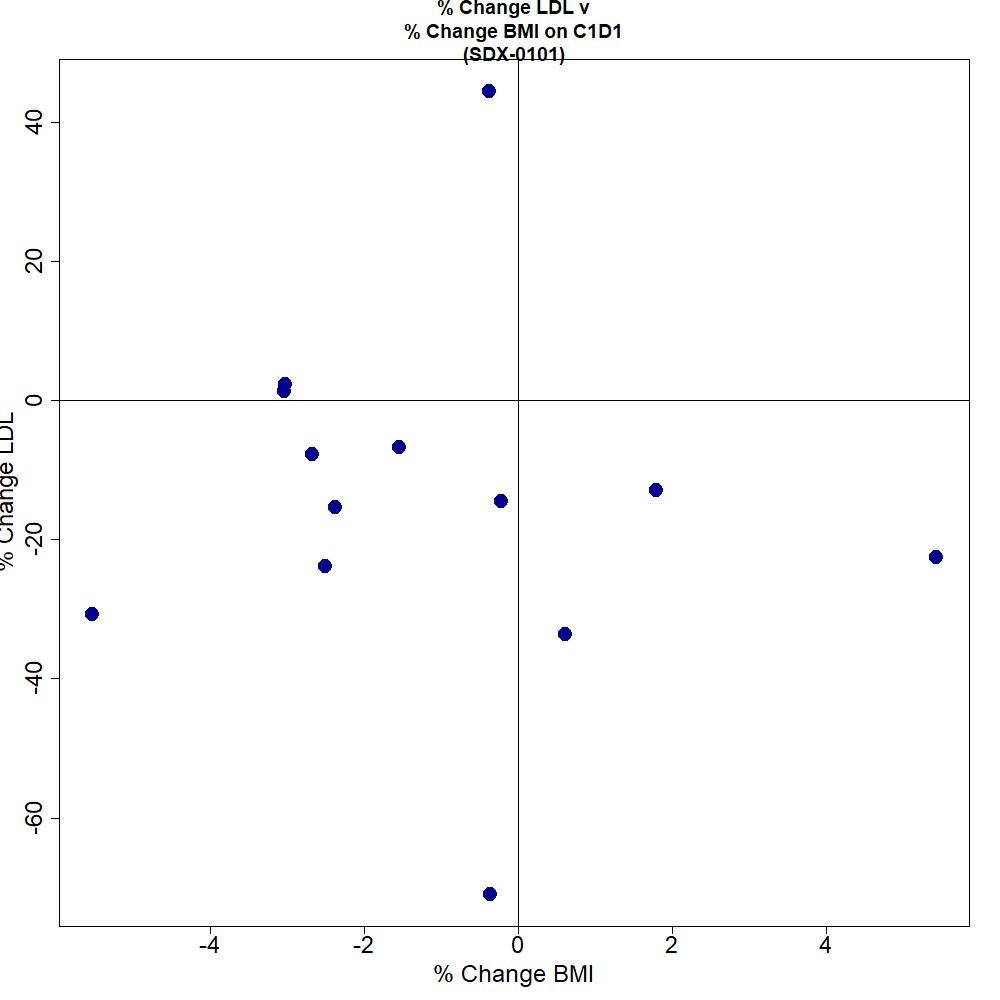 % Change LDL v
% Change BMI on C1D1
(SDX-0101)
% Change LDL
40
20
0
-20
-40
-60
-4
-2
0
2
4
% Change BMI